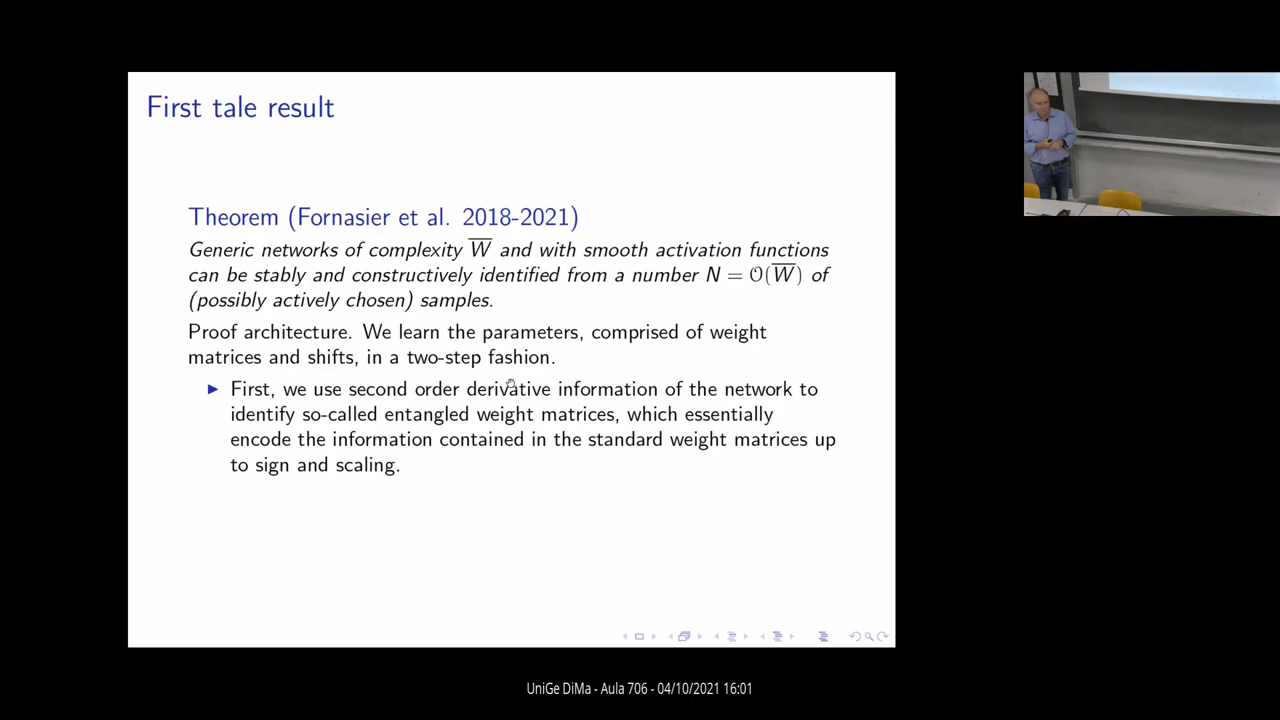 First tale result
Theorem (Fornasier et al. 2018-2021)
Generic networks of complexity W̅ and with smooth activation functions
can be stably and constructively identified from a number N = O(W̅) of
(possibly actively chosen) samples.
Proof architecture. We learn the parameters, comprised of weight
matrices and shifts, in a two-step fashion.
▶ First, we use second order derivative information of the network to
identify so-called entangled weight matrices, which essentially
encode the information contained in the standard weight matrices up
to sign and scaling.
UniGe DiMa - Aula 706 - 04/10/2021 16:01